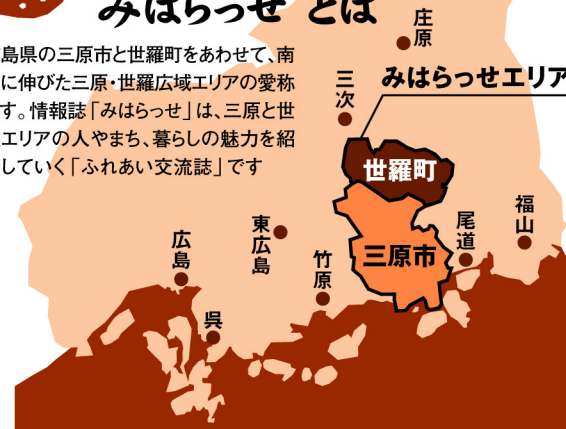 みはらっせ とは
島県の三原市と世羅町をあわせて、南
に伸びた三原・世羅広域エリアの愛称
す。情報誌「みはらっせ」は、三原と世
エリアの人やまち、暮らしの魅力を紹
していく「ふれあい交流誌」です
庄原
みはらっせエリア
三次
世羅町
三原市
尾道
福山
東広島
竹原
広島
呉